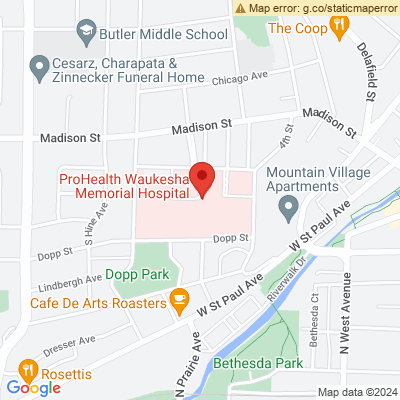 Map error: g.co/staticmaperror
Butler Middle School
The Coop
Delafield St
Cesarz, Charapata &
Zinnecker Funeral Home
Chicago Ave
Madison St
Madison St
4th St
ProHealth Waukesha
Memorial Hospital
Mountain Village
Apartments
S Hine Ave
W St Paul Ave
Dopp St
Dopp St
Dopp Park
Lindbergh Ave
Riverwalk Dr
Cafe De Arts Roasters
W St Paul Ave
Bethesda Ct
N West Avenue
Dresser Ave
N Prairie Ave
Rosettis
Bethesda Park
Google
Map data ©2024